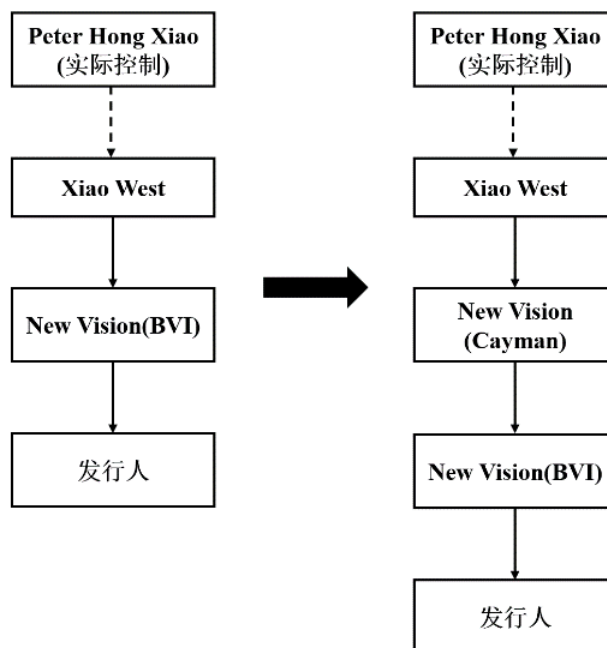 Peter Hong Xiao
(实际控制)
Xiao West
New Vision(BVI)
发行人
Peter Hong Xiao
(实际控制)
Xiao West
New Vision
(Cayman)
New Vision(BVI)
发行人